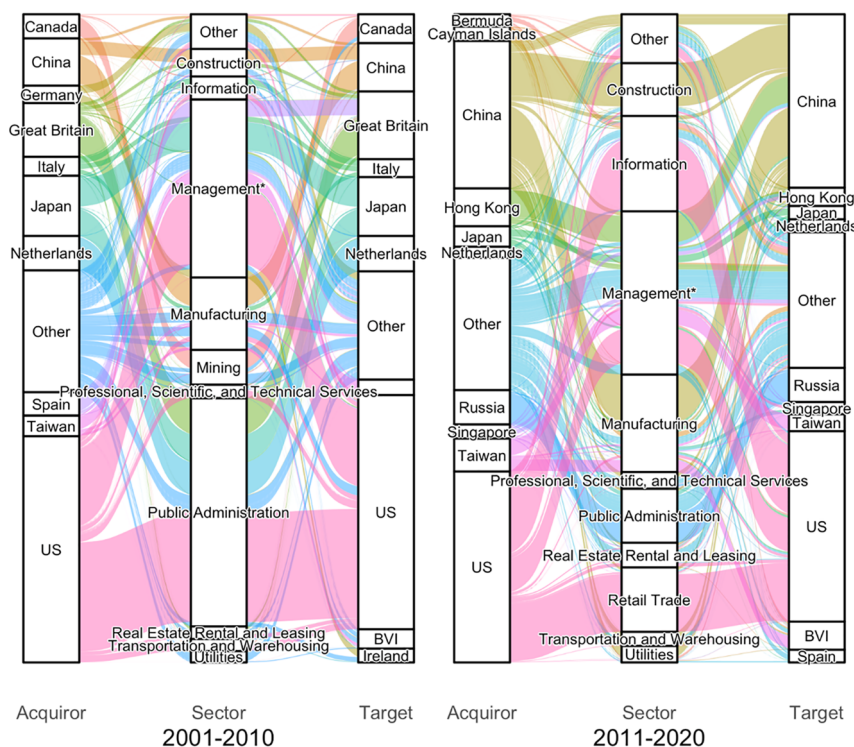 Canada
China
Germany
Great Britain
Italy
Japan
Netherlands
Other
Spain
Taiwan
US
Other
Construction
Information
Management*
Manufacturing
Mining
Professional, Scientific, and Technical Services
Public Administration
Real Estate Rental and Leasing
Transportation and Warehousing
Utilities
Canada
China
Great Britain
Italy
Japan
Netherlands
Other
US
BVI
Ireland
Acquiror
Sector
Target
2001-2010
Bermuda
Cayman Islands
China
Hong Kong
Japan
Netherlands
Other
Russia
Singapore
Taiwan
US
Other
Construction
Information
Management*
Manufacturing
Professional, Scientific, and Technical Services
Public Administration
Real Estate Rental and Leasing
Retail Trade
Transportation and Warehousing
Utilities
China
Hong Kong
Japan
Netherlands
Other
Russia
Singapore
Taiwan
US
BVI
Spain
Acquiror
Sector
Target
2011-2020